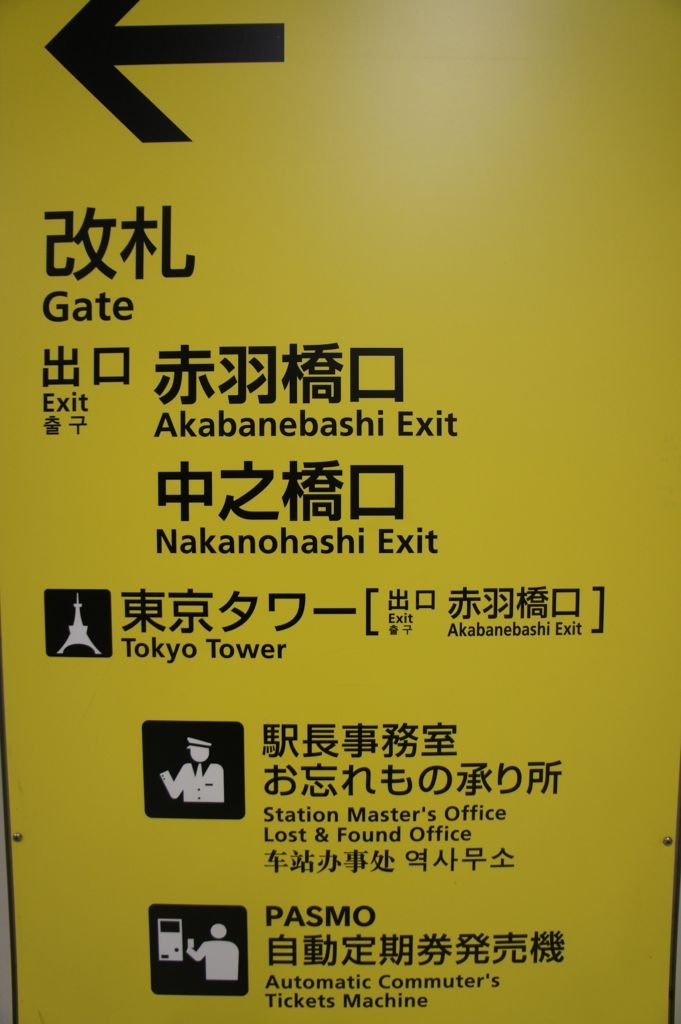 改札
Gate
出口 赤羽橋口
Exit Akabanebashi Exit
출구
中之橋口
Nakanohashi Exit
東京タワー[出口 赤羽橋口]
Tokyo Tower Exit Akabanebashi Exit
출구
駅長事務室
お忘れもの承り所
Station Master's Office
Lost & Found Office
车站办事处 역사무소
PASMO
自動定期券発売機
Automatic Commuter's
Tickets Machine